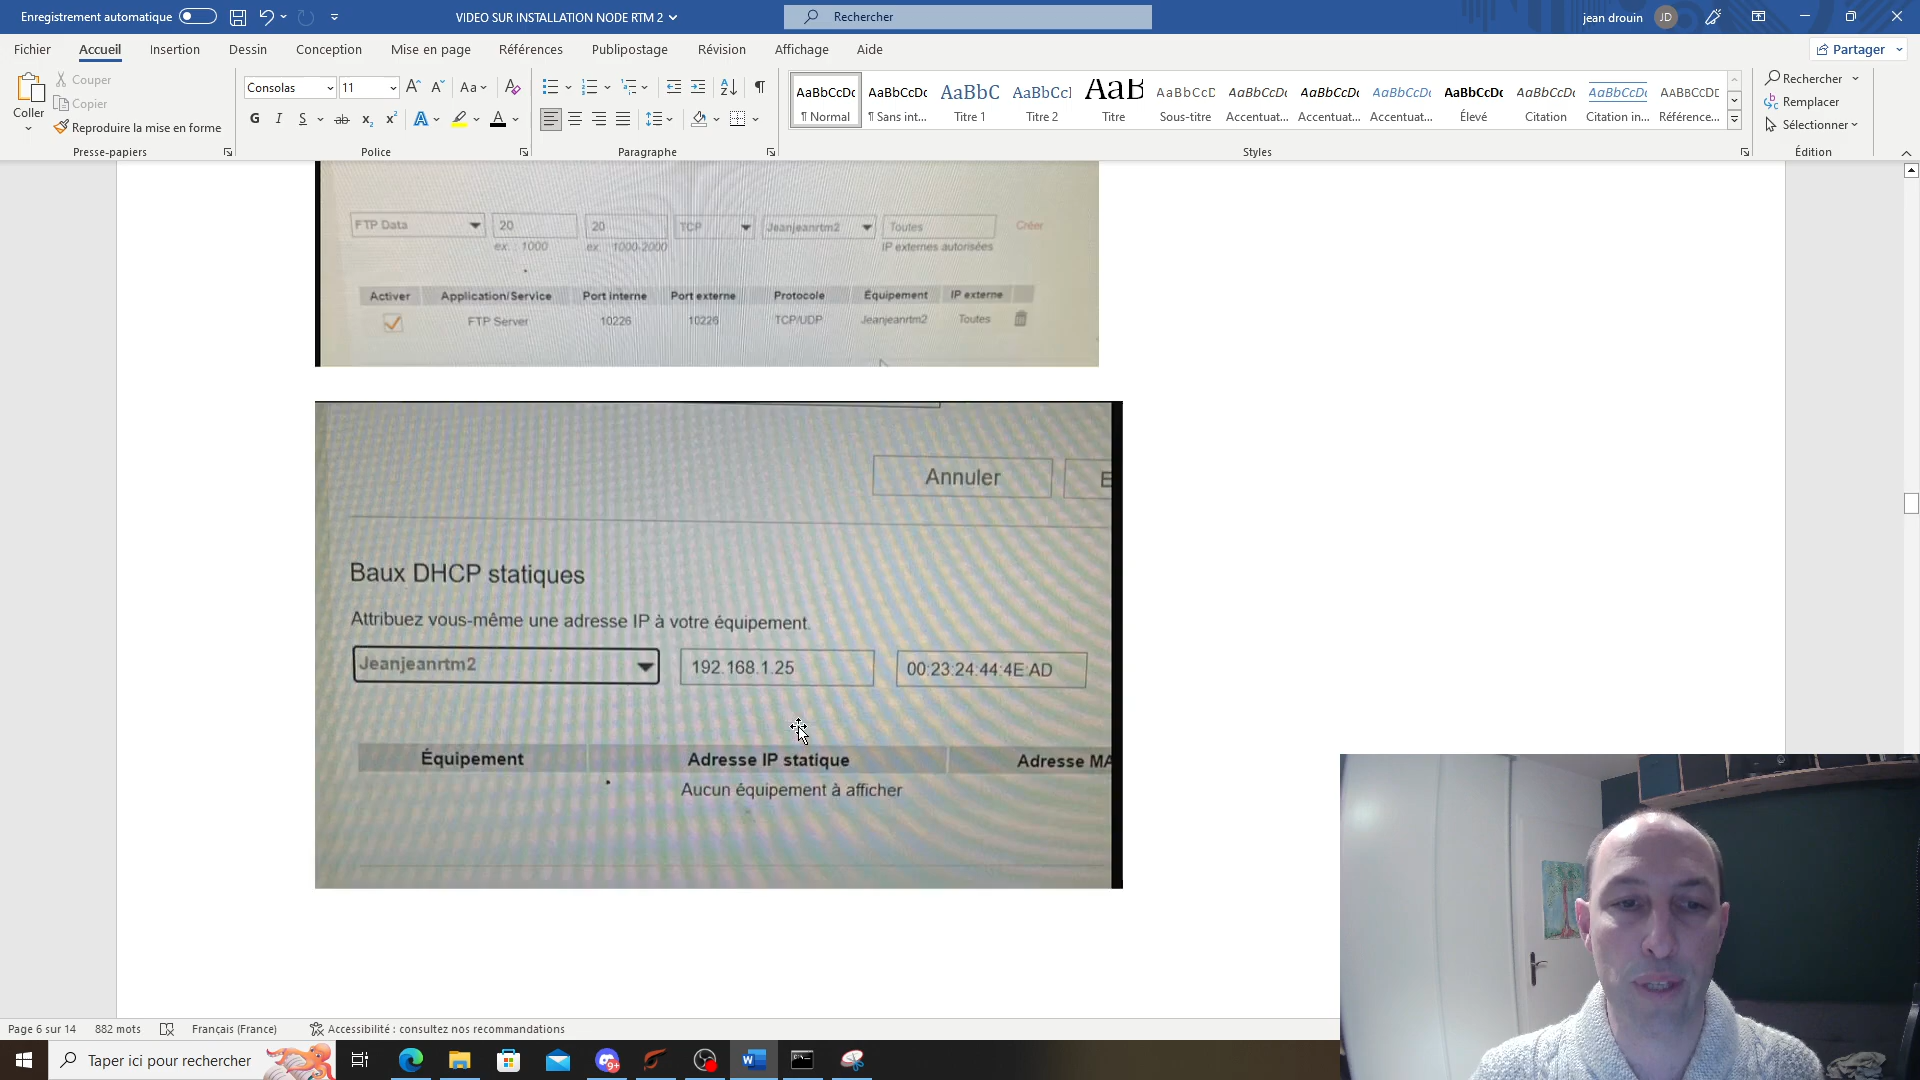 Enregistrement automatique
VIDEO SUR INSTALLATION NODE RTM 2
Rechercher
jean drouin
JD
Fichier
Accueil
Insertion
Dessin
Conception
Mise en page
Références
Publipostage
Révision
Affichage
Aide
Partager
Coller
Couper
Copier
Reproduire la mise en forme
Presse-papiers
Consolas
11
Aa
G I S ab x₂ x² A A
Police
Paragraphe
AaBbCcDc
¶ Normal
AaBbCcDc
¶ Sans int...
AaBbC
Titre 1
AaBbCcI
Titre 2
AaB
Titre
AaBbCcD
Sous-titre
AaBbCcDc
Accentuat...
AaBbCcDc
Accentuat...
AaBbCcDc
Accentuat...
AaBbCcDc
Élevé
AaBbCcDc
Citation
AaBbCcDc
Citation in...
AABBCCDE
Référence...
Styles
Rechercher
Remplacer
Sélectionner
Édition
FTP Data 20 20 TCP Jeanjeanrtm2 Toutes Créer
ex. : 1000 ex. : 1000-2000 IP externes autorisées
Activer Application/Service Port interne Port externe Protocole Équipement IP externe
FTP Server 10226 10226 TCP/UDP Jeanjeanrtm2 Toutes
Annuler E
Baux DHCP statiques
Attribuez vous-même une adresse IP à votre équipement.
Jeanjeanrtm2 192.168.1.25 00:23:24:44:4E:AD
Équipement Adresse IP statique Adresse MA
Aucun équipement à afficher
Page 6 sur 14 882 mots Français (France) Accessibilité : consultez nos recommandations
Taper ici pour rechercher
9+